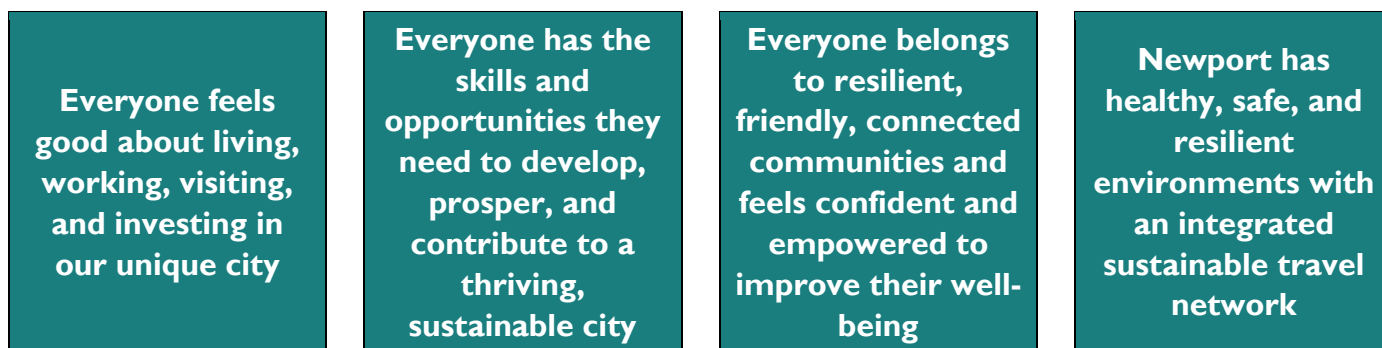 Everyone feels
good about living,
working, visiting,
and investing in
our unique city
Everyone has the
skills and
opportunities they
need to develop,
prosper, and
contribute to a
thriving,
sustainable city
Everyone belongs
to resilient,
friendly, connected
communities and
feels confident and
empowered to
improve their well-
being
Newport has
healthy, safe, and
resilient
environments with
an integrated
sustainable travel
network